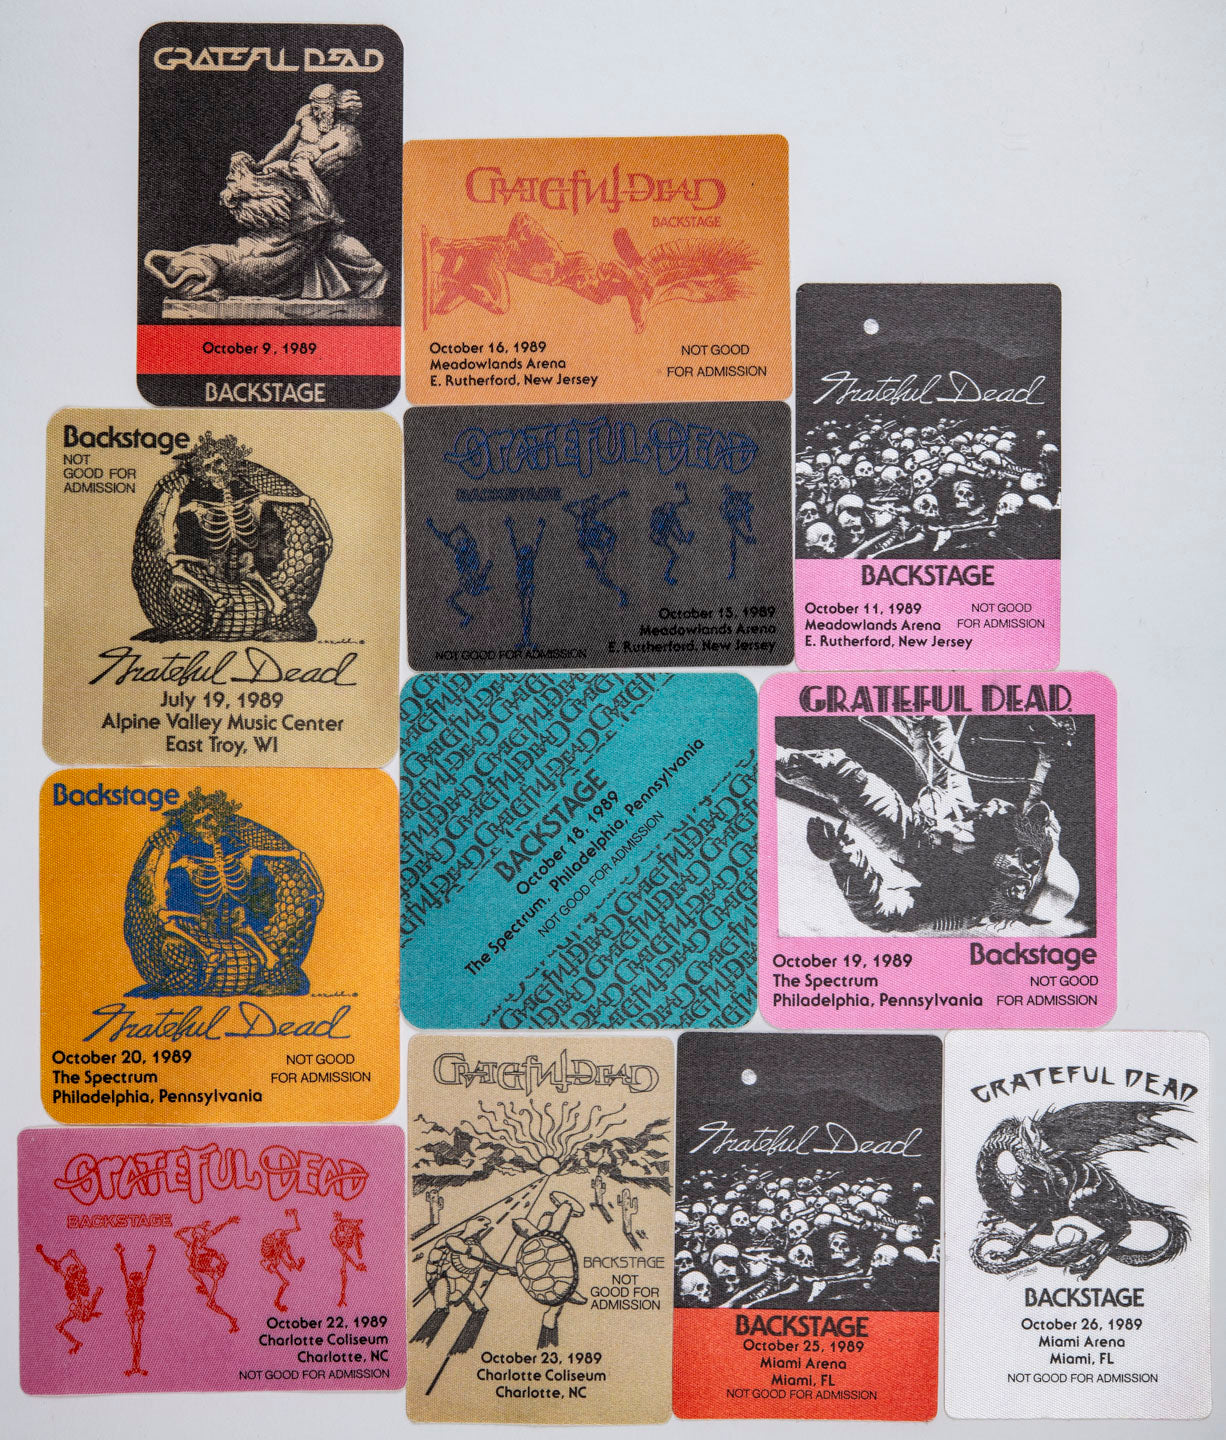 GRATEFUL DEAD
October 9, 1989
BACKSTAGE
GRATEFUL DEAD
BACKSTAGE
October 16, 1989
Meadowlands Arena
E. Rutherford, New Jersey
NOT GOOD
FOR ADMISSION
Grateful Dead
BACKSTAGE
October 11, 1989
Meadowlands Arena
E. Rutherford, New Jersey
NOT GOOD
FOR ADMISSION
Backstage
NOT
GOOD FOR
ADMISSION
Grateful Dead
July 19, 1989
Alpine Valley Music Center
East Troy, WI
GRATEFUL DEAD
BACKSTAGE
October 15, 1989
Meadowlands Arena
E. Rutherford, New Jersey
NOT GOOD FOR ADMISSION
Backstage
Grateful Dead
October 20, 1989
The Spectrum
Philadelphia, Pennsylvania
NOT GOOD
FOR ADMISSION
BACKSTAGE
October 18, 1989
The Spectrum, Philadelphia, Pennsylvania
NOT GOOD FOR ADMISSION
GRATEFUL DEAD
October 19, 1989
The Spectrum
Philadelphia, Pennsylvania
Backstage
NOT GOOD
FOR ADMISSION
GRATEFUL DEAD
BACKSTAGE
October 22, 1989
Charlotte Coliseum
Charlotte, NC
NOT GOOD FOR ADMISSION
GRATEFUL DEAD
BACKSTAGE
NOT
GOOD FOR
ADMISSION
October 23, 1989
Charlotte Coliseum
Charlotte, NC
Grateful Dead
BACKSTAGE
October 25, 1989
Miami Arena
Miami, FL
NOT GOOD FOR ADMISSION
GRATEFUL DEAD
BACKSTAGE
October 26, 1989
Miami Arena
Miami, FL
NOT GOOD FOR ADMISSION